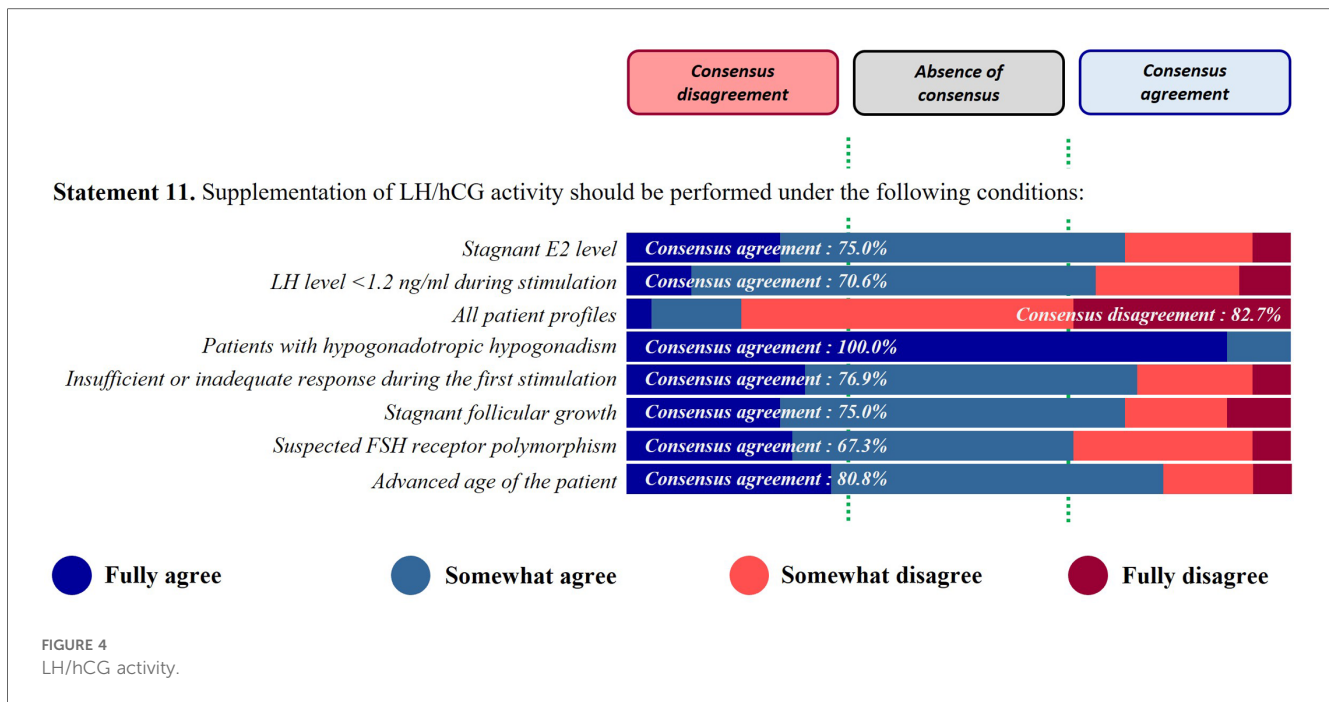 Consensus disagreement
Absence of consensus
Consensus agreement
Statement 11. Supplementation of LH/hCG activity should be performed under the following conditions:
Stagnant E2 level
Consensus agreement : 75.0%
LH level <1.2 ng/ml during stimulation
Consensus agreement : 70.6%
All patient profiles
Consensus disagreement : 82.7%
Patients with hypogonadotropic hypogonadism
Consensus agreement : 100.0%
Insufficient or inadequate response during the first stimulation
Consensus agreement : 76.9%
Stagnant follicular growth
Consensus agreement : 75.0%
Suspected FSH receptor polymorphism
Consensus agreement : 67.3%
Advanced age of the patient
Consensus agreement : 80.8%
Fully agree
Somewhat agree
Somewhat disagree
Fully disagree
FIGURE 4
LH/hCG activity.